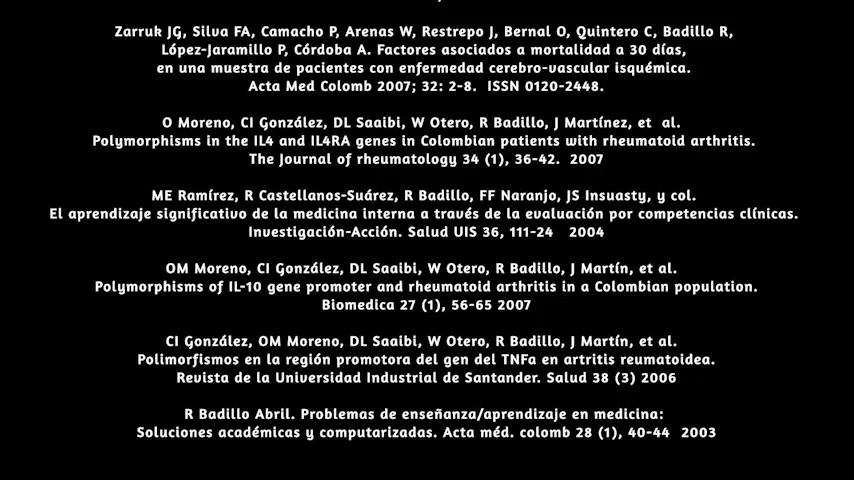 Zarruk JG, Silva FA, Camacho P, Arenas W, Restrepo J, Bernal O, Quintero C, Badillo R,
López-Jaramillo P, Córdoba A. Factores asociados a mortalidad a 30 días,
en una muestra de pacientes con enfermedad cerebro-vascular isquémica.
Acta Med Colomb 2007; 32: 2-8. ISSN 0120-2448.
O Moreno, CI González, DL Saaibi, W Otero, R Badillo, J Martínez, et al.
Polymorphisms in the IL4 and IL4RA genes in Colombian patients with rheumatoid arthritis.
The Journal of rheumatology 34 (1), 36-42. 2007
ME Ramírez, R Castellanos-Suárez, R Badillo, FF Naranjo, JS Insuasty, y col.
El aprendizaje significativo de la medicina interna a través de la evaluación por competencias clínicas.
Investigación-Acción. Salud UIS 36, 111-24 2004
OM Moreno, CI González, DL Saaibi, W Otero, R Badillo, J Martín, et al.
Polymorphisms of IL-10 gene promoter and rheumatoid arthritis in a Colombian population.
Biomedica 27 (1), 56-65 2007
CI González, OM Moreno, DL Saaibi, W Otero, R Badillo, J Martín, et al.
Polimorfismos en la región promotora del gen del TNFa en artritis reumatoidea.
Revista de la Universidad Industrial de Santander. Salud 38 (3) 2006
R Badillo Abril. Problemas de enseñanza/aprendizaje en medicina:
Soluciones académicas y computarizadas. Acta méd. colomb 28 (1), 40-44 2003